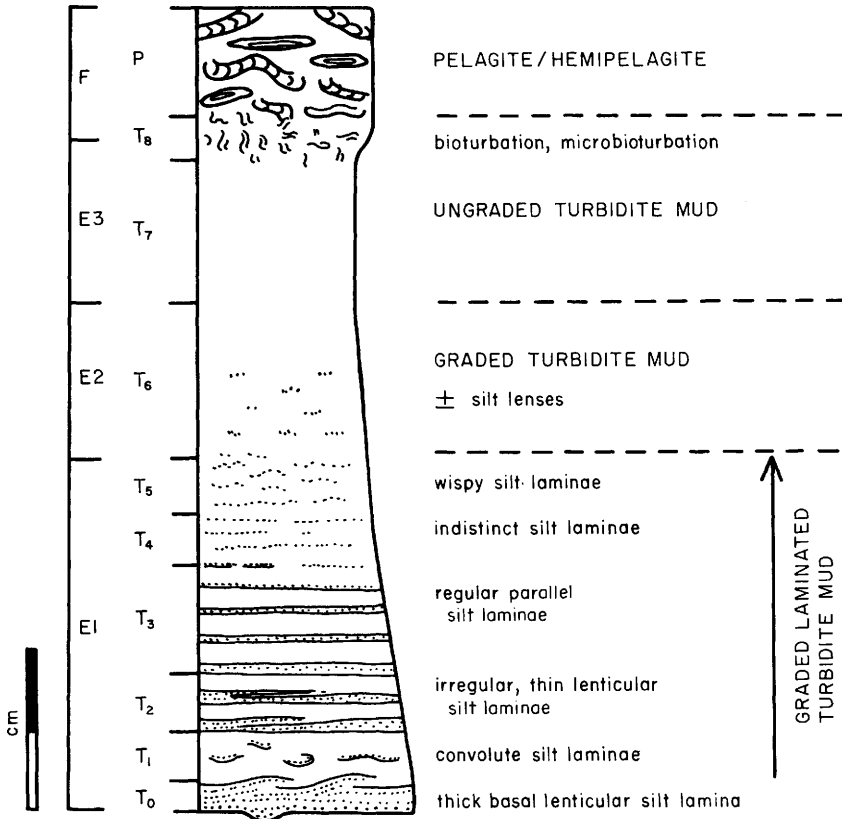 F
P
PELAGITE/HEMIPELAGITE
T8
bioturbation, microbioturbation
E3
T7
UNGRADED TURBIDITE MUD
E2
T6
GRADED TURBIDITE MUD
± silt lenses
E1
T5
wispy silt laminae
T4
indistinct silt laminae
T3
regular parallel
silt laminae
T2
irregular, thin lenticular
silt laminae
T1
convolute silt laminae
T0
thick basal lenticular silt lamina
GRADED LAMINATED
TURBIDITE MUD
cm